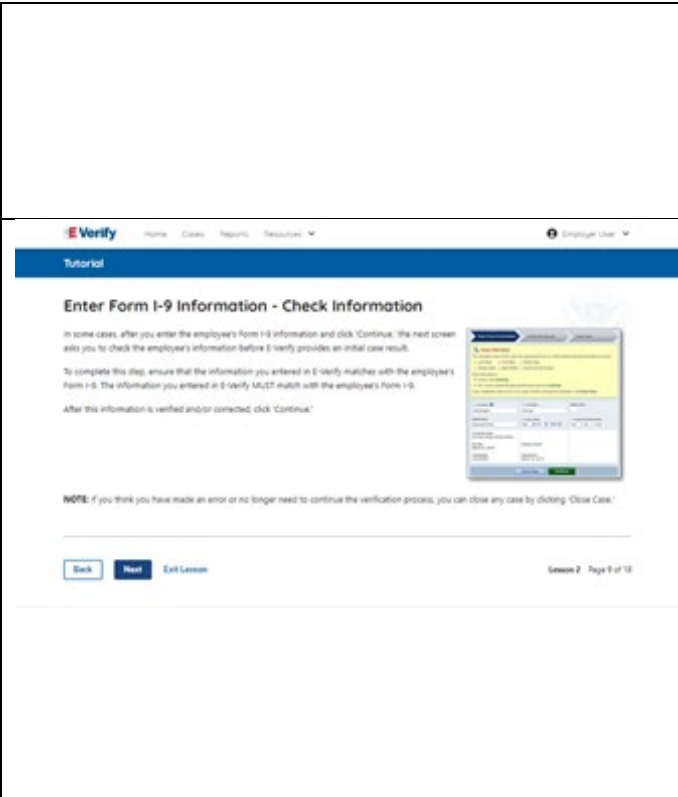 E-Verify Home Cases Reports Resources Employer User
Tutorial
Enter Form I-9 Information - Check Information
In some cases, after you enter the employee's Form I-9 information and click 'Continue,' the next screen
asks you to check the employee's information before E-Verify provides an initial case result.
To complete this step, ensure that the information you entered in E-Verify matches with the employee's
Form I-9. The information you entered in E-Verify MUST match with the employee's Form I-9.
After this information is verified and/or corrected, click 'Continue.'
NOTE: If you think you have made an error or no longer need to continue the verification process, you can close any case by clicking 'Close Case.'
Back Next Exit Lesson Lesson 2 Page 9 of 18